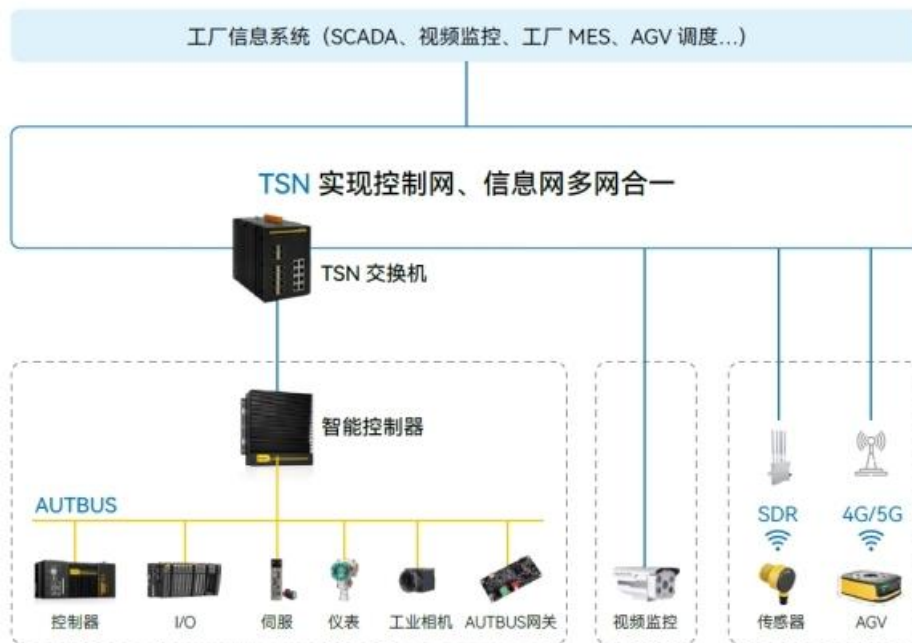 工厂信息系统（SCADA、视频监控、工厂 MES、AGV 调度...）
TSN 实现控制网、信息网多网合一
TSN 交换机
智能控制器
AUTBUS
SDR
4G/5G
控制器
I/O
伺服
仪表
工业相机
AUTBUS网关
视频监控
传感器
AGV